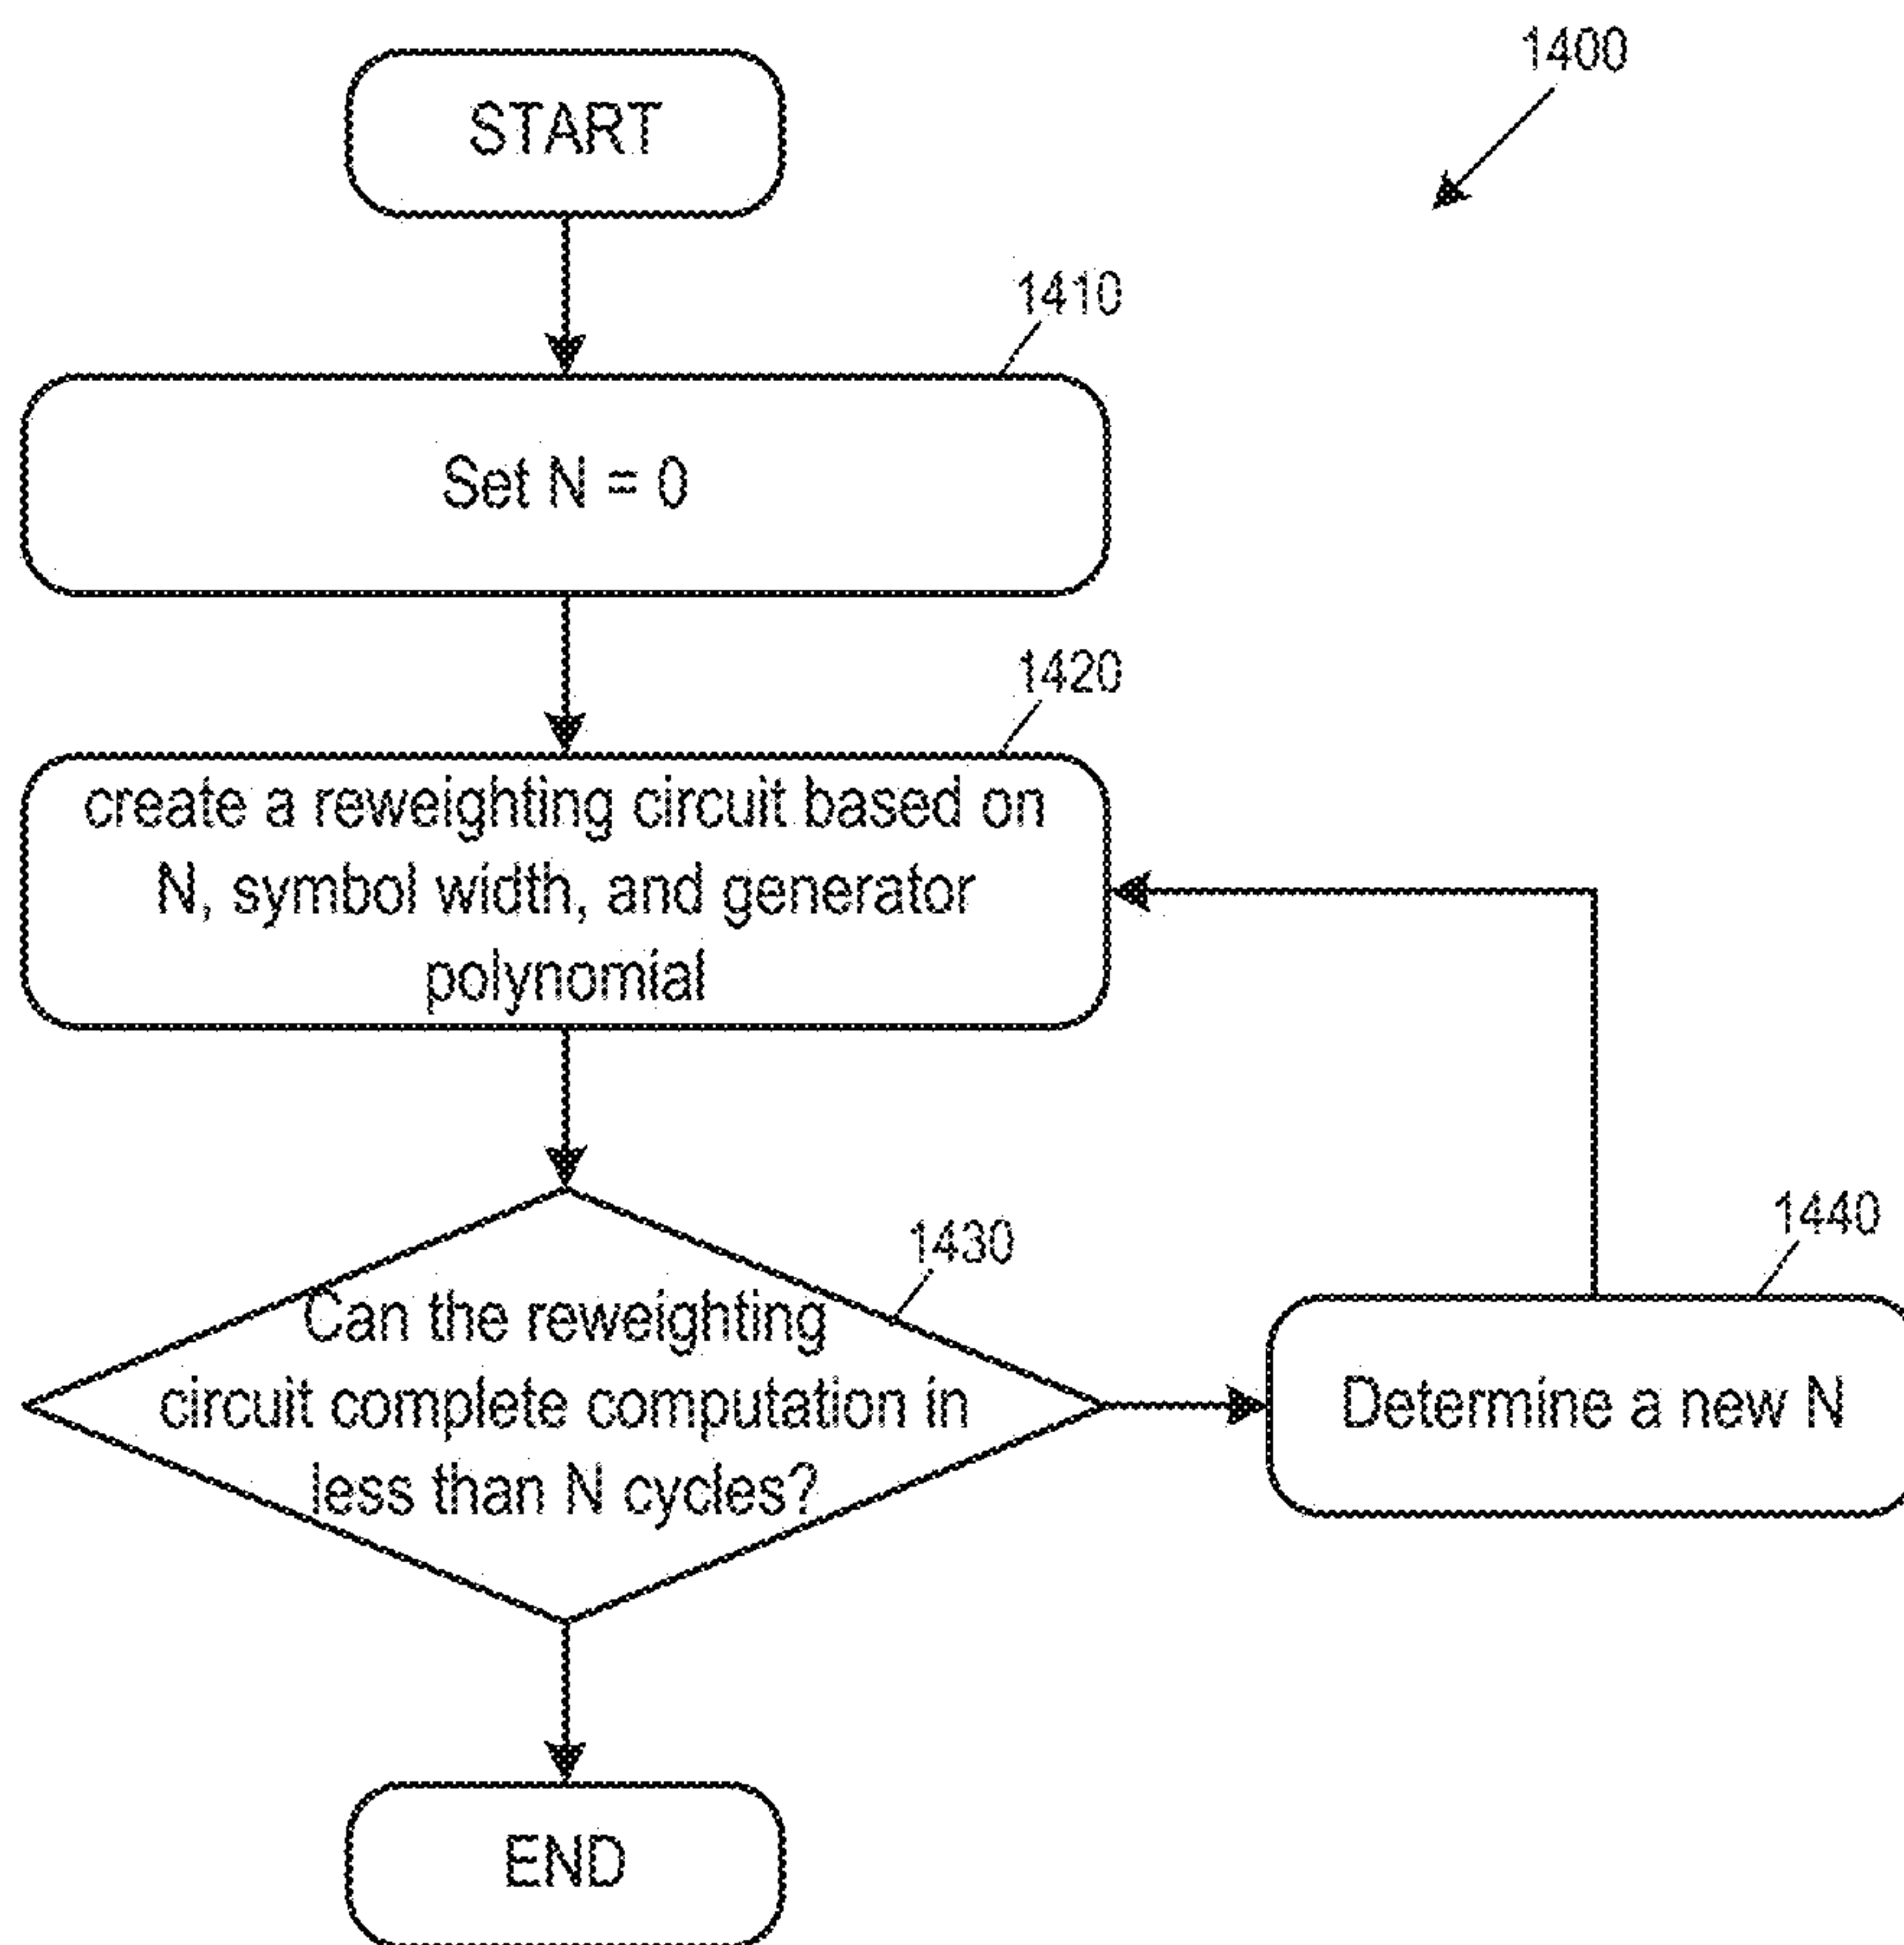 START
1400
1410
Set N = 0
1420
create a reweighting circuit based on
N, symbol width, and generator
polynomial
1430
Can the reweighting
circuit complete computation in
less than N cycles?
1440
Determine a new N
END